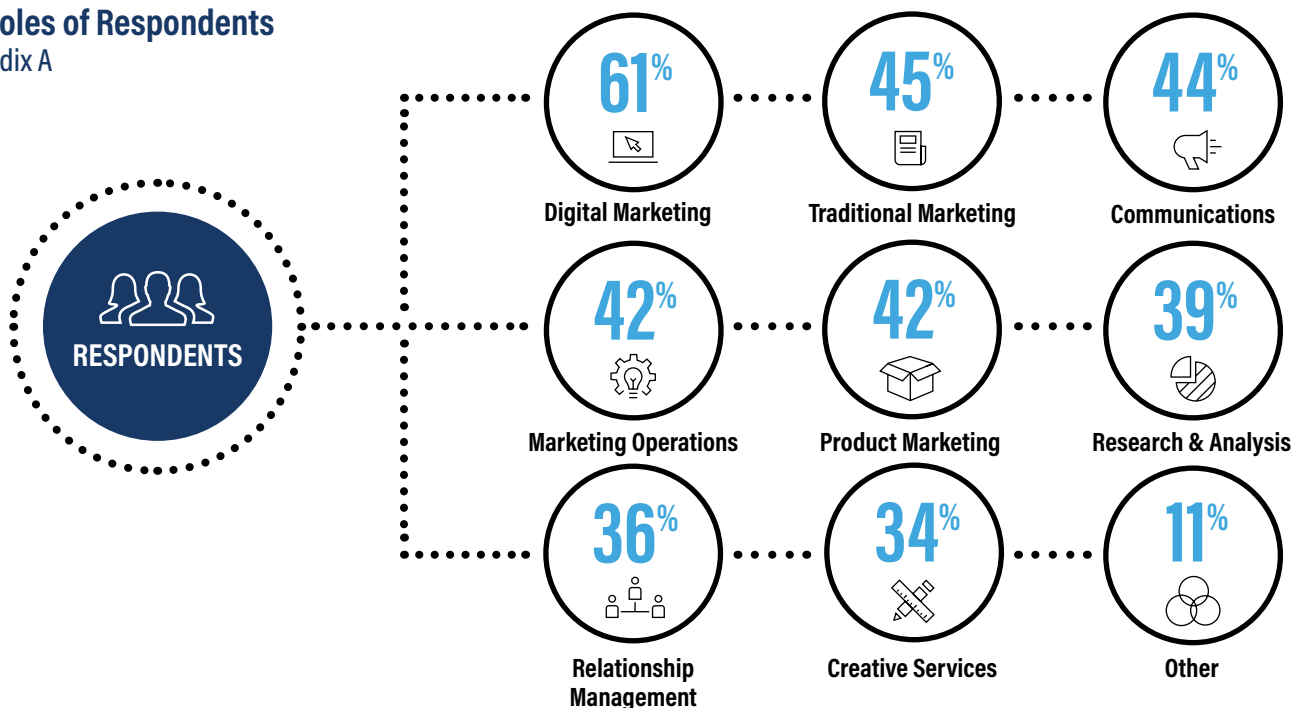 oles of Respondents
dix A
RESPONDENTS
61%
45%
44%
Digital Marketing
Traditional Marketing
Communications
42%
42%
39%
Marketing Operations
Product Marketing
Research & Analysis
36%
34%
11%
Relationship
Management
Creative Services
Other